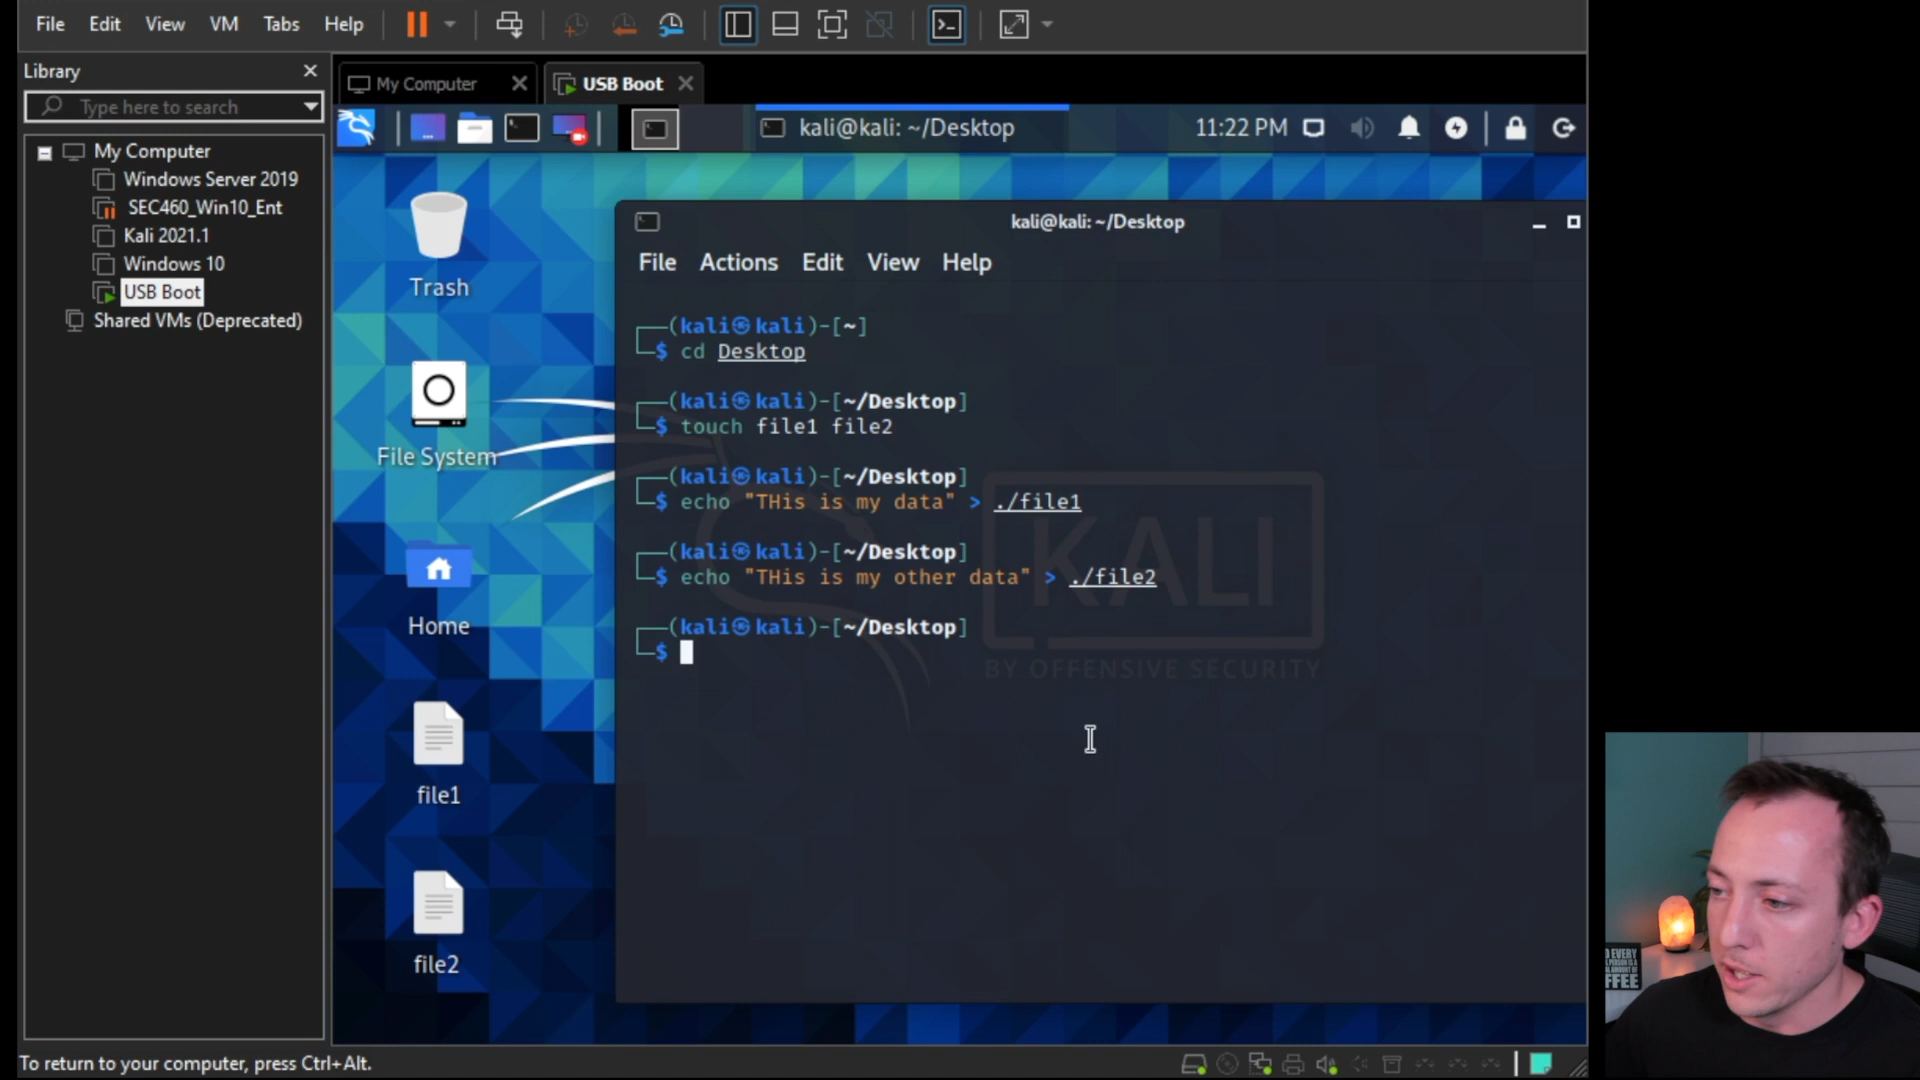 File Edit View VM Tabs Help
Library
Type here to search
My Computer
Windows Server 2019
SEC460_Win10_Ent
Kali 2021.1
Windows 10
USB Boot
Shared VMs (Deprecated)
My Computer
USB Boot
kali@kali: ~/Desktop
11:22 PM
Trash
File System
Home
file1
file2
kali@kali: ~/Desktop
File Actions Edit View Help
(kali㉿kali)-[~]
$ cd Desktop
(kali㉿kali)-[~/Desktop]
$ touch file1 file2
(kali㉿kali)-[~/Desktop]
$ echo "THis is my data" > ./file1
(kali㉿kali)-[~/Desktop]
$ echo "THis is my other data" > ./file2
(kali㉿kali)-[~/Desktop]
$
KALI
BY OFFENSIVE SECURITY
To return to your computer, press Ctrl+Alt.